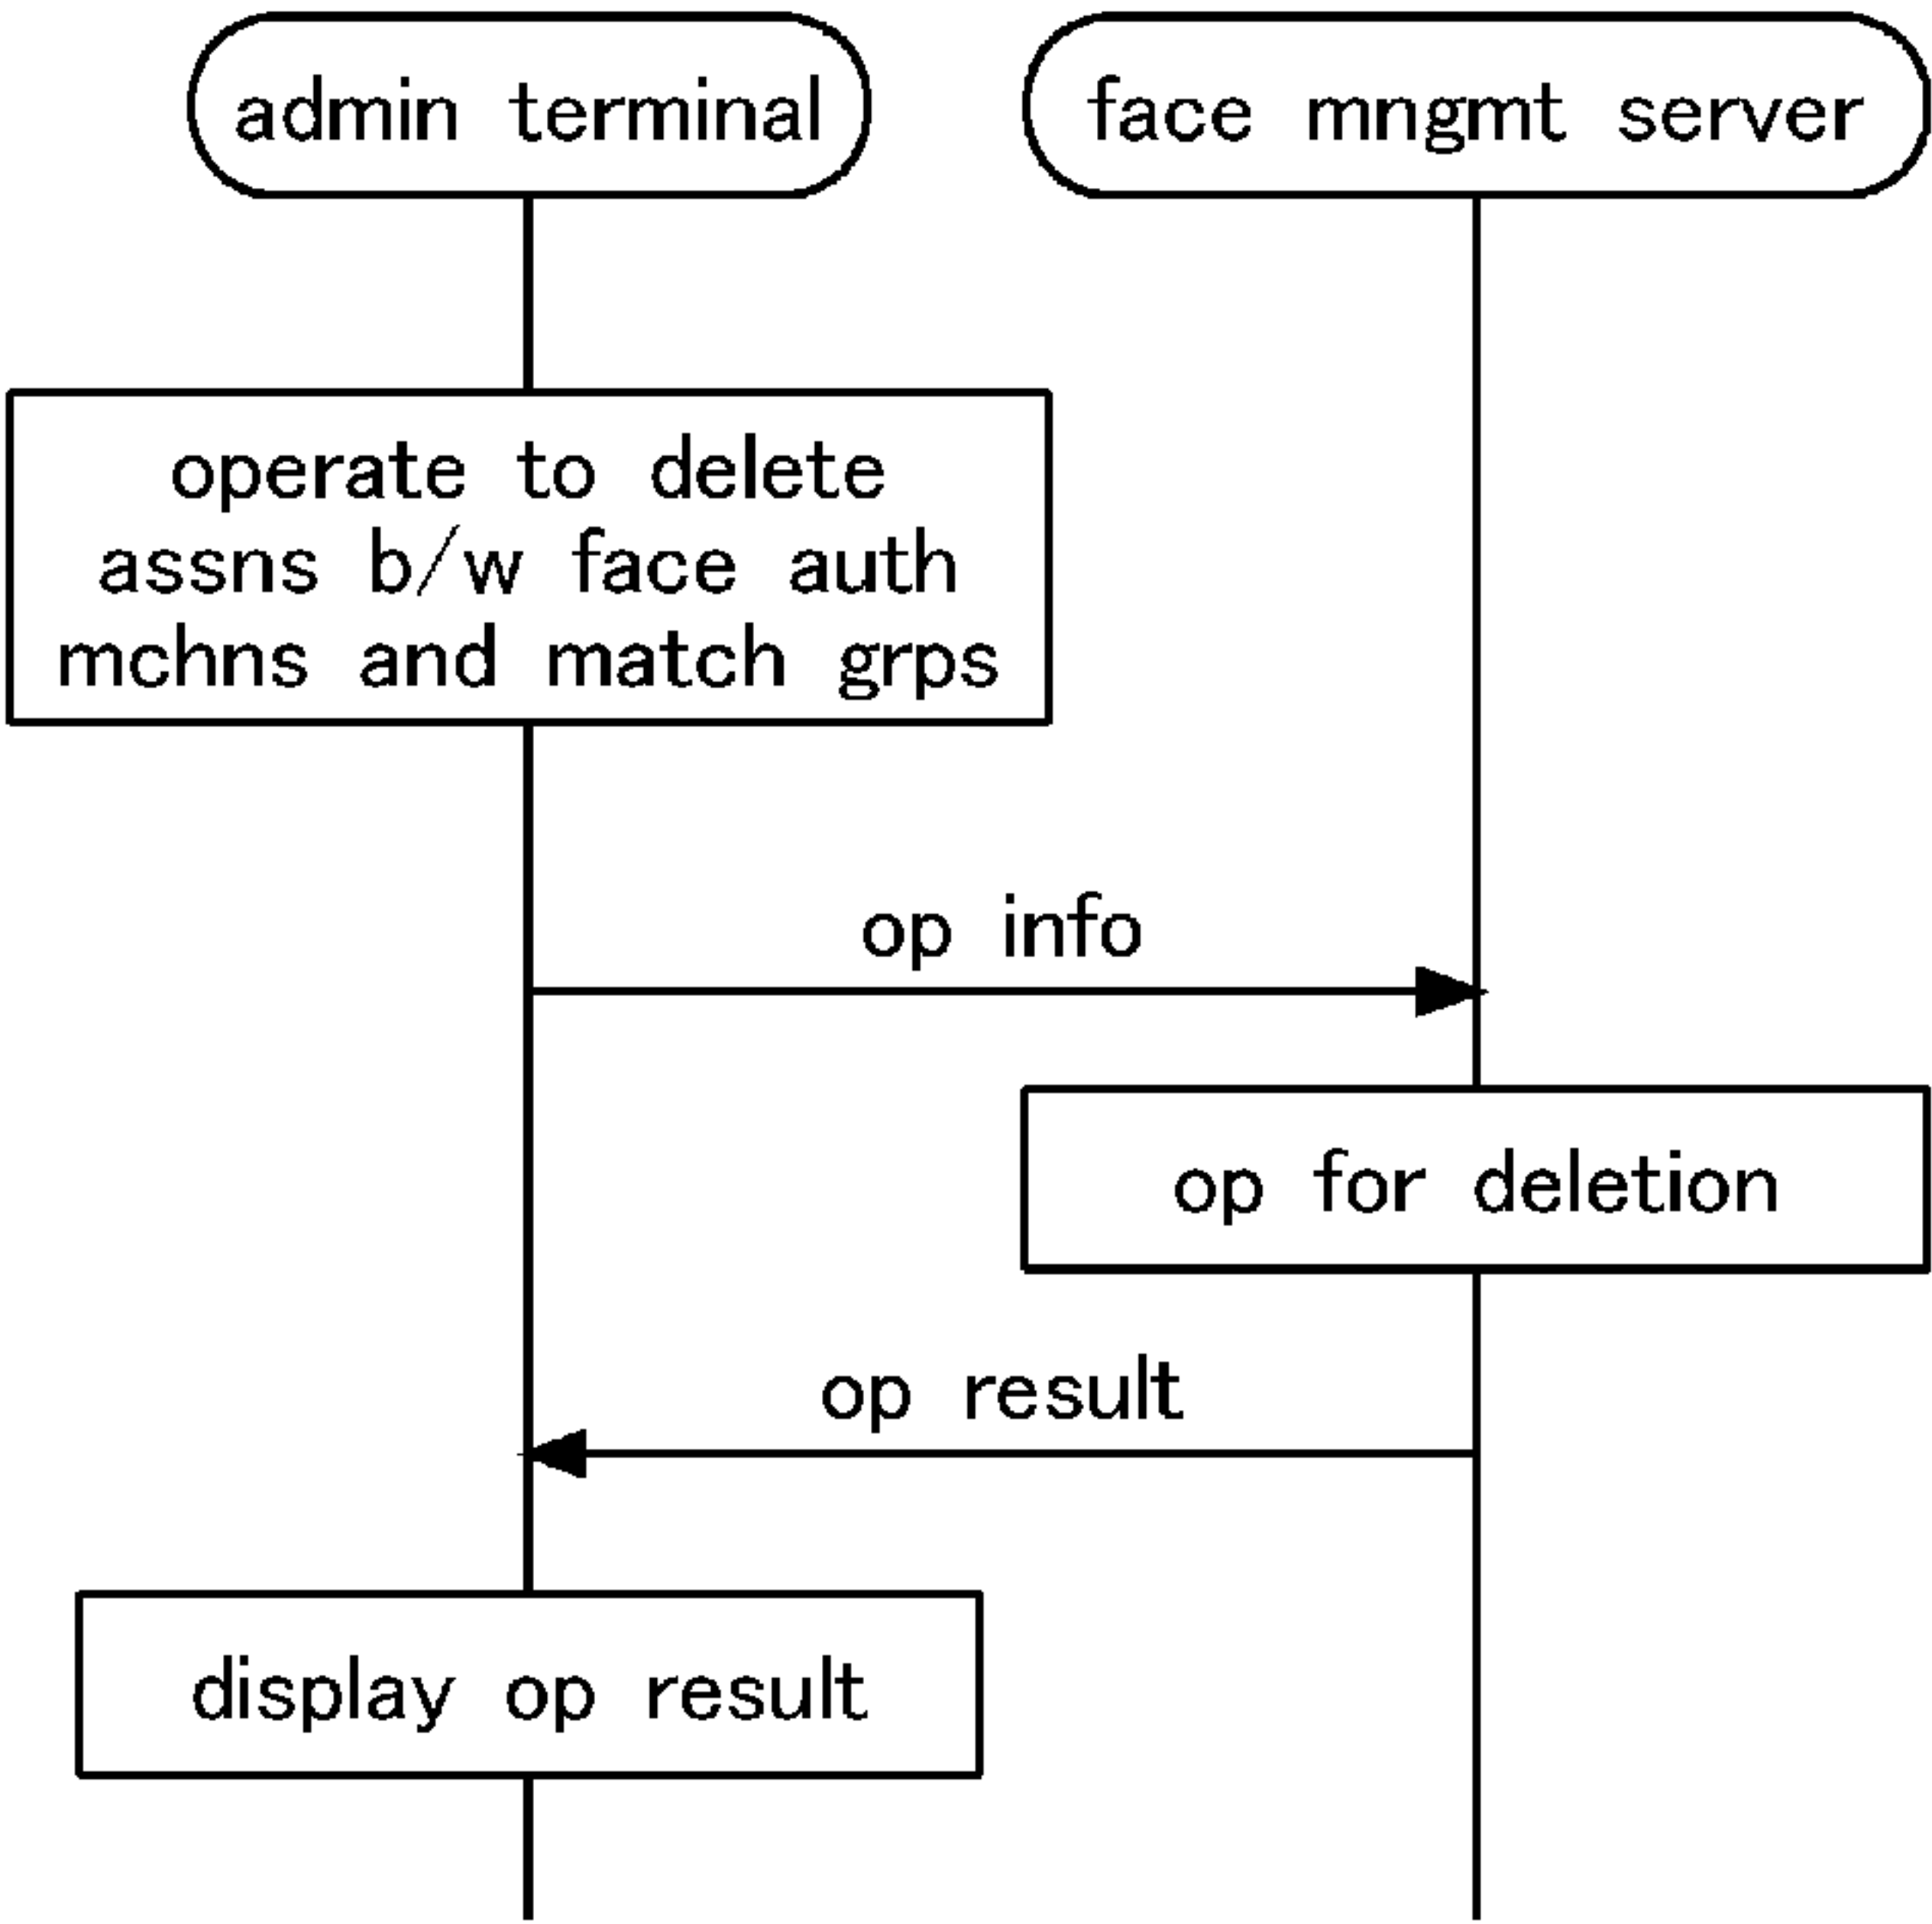 admin terminal
face mngmt server
operate to delete
assns b/w face auth
mchns and match grps
op info
op for deletion
op result
display op result